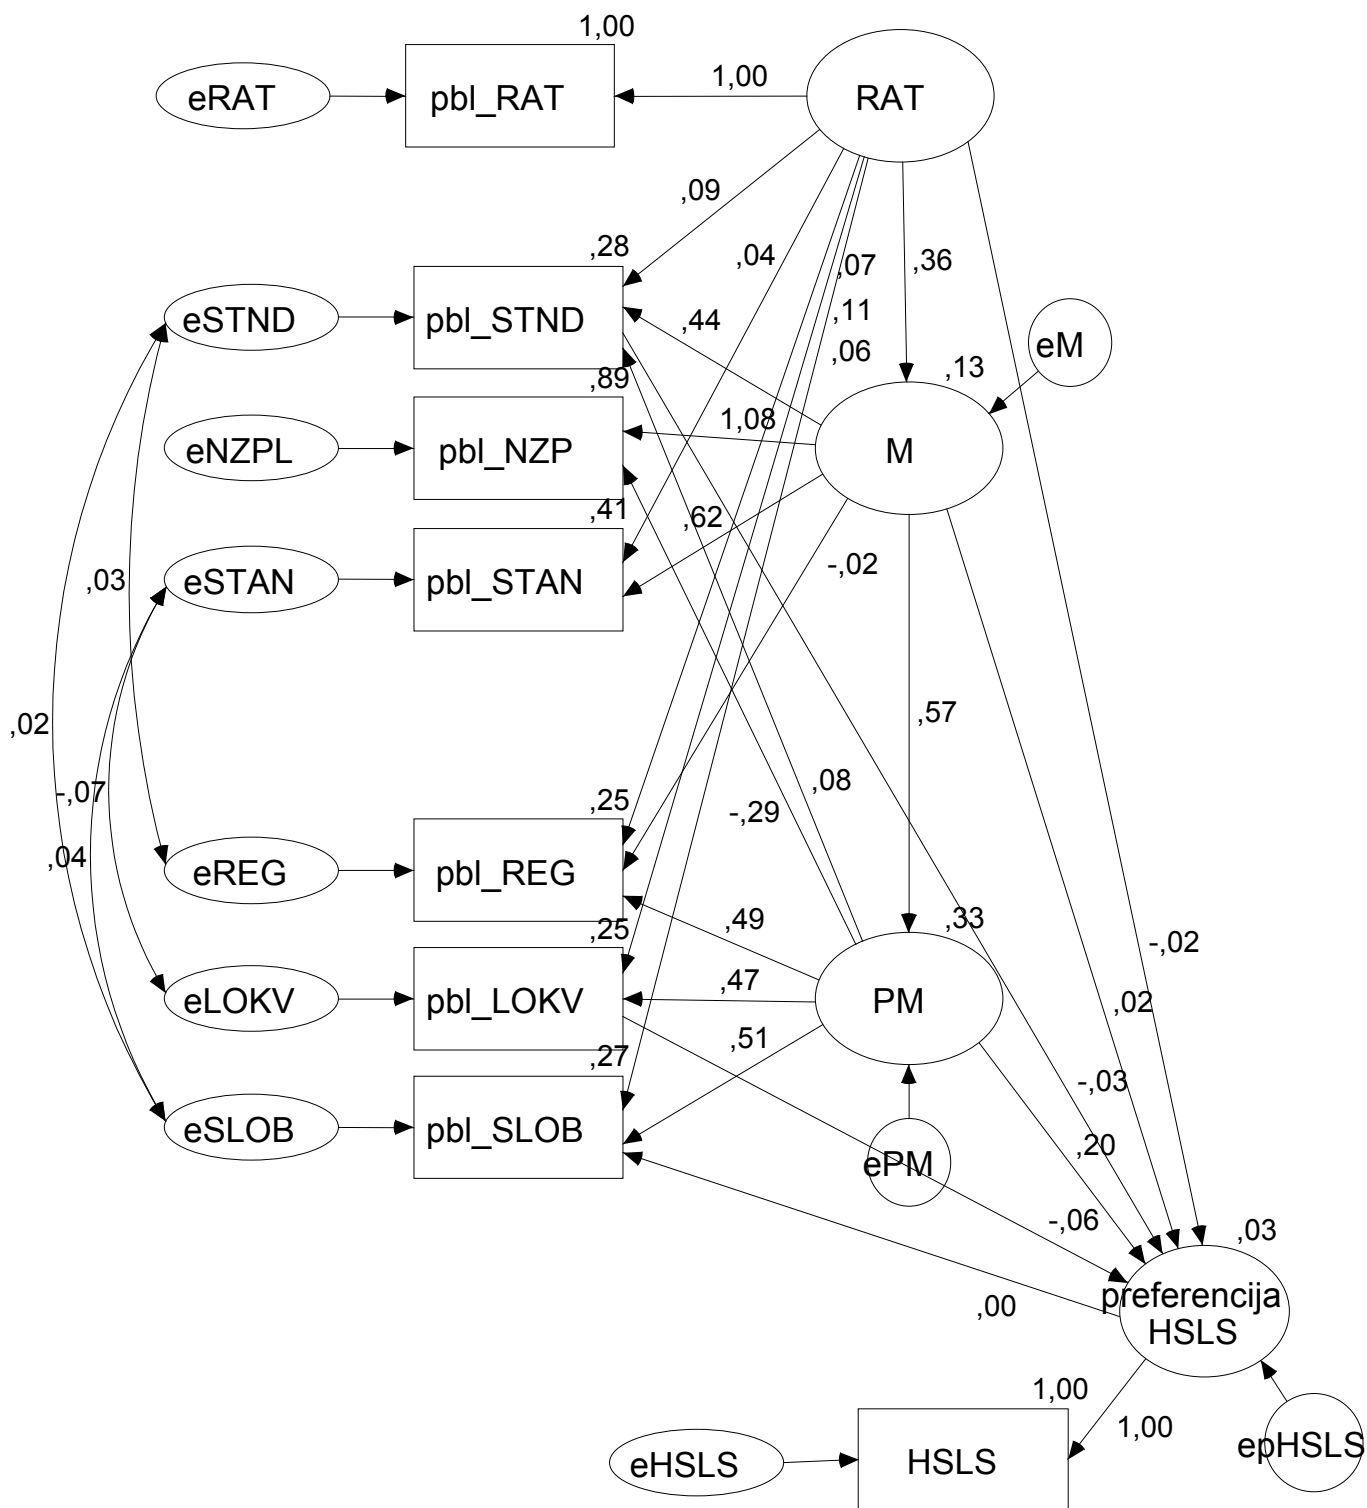 1,00
eRAT
pbl_RAT
1,00
RAT
,09
,28
,04
,07
,36
eSTND
pbl_STND
,44
,11
eM
,06
,13
,89
1,08
eNZPL
pbl_NZP
M
,41
,62
-,02
,03
eSTAN
pbl_STAN
,02
,57
-,07
,08
,25
-,29
,04
eREG
pbl_REG
,49
,33
,25
-,02
,47
eLOKV
pbl_LOKV
PM
,02
,51
,27
-,03
eSLOB
pbl_SLOB
,20
ePM
-,06
,03
preferencija
HSLS
,00
1,00
1,00
eHSLS
HSLS
epHSLS